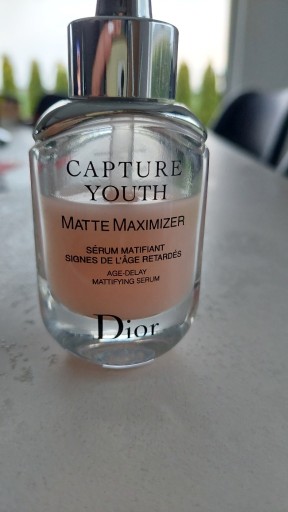 CAPTURE
YOUTH
MATTE MAXIMIZER
SÉRUM MATIFIANT
SIGNES DE L'ÂGE RETARDÉS
AGE-DELAY
MATTIFYING SERUM
Dior